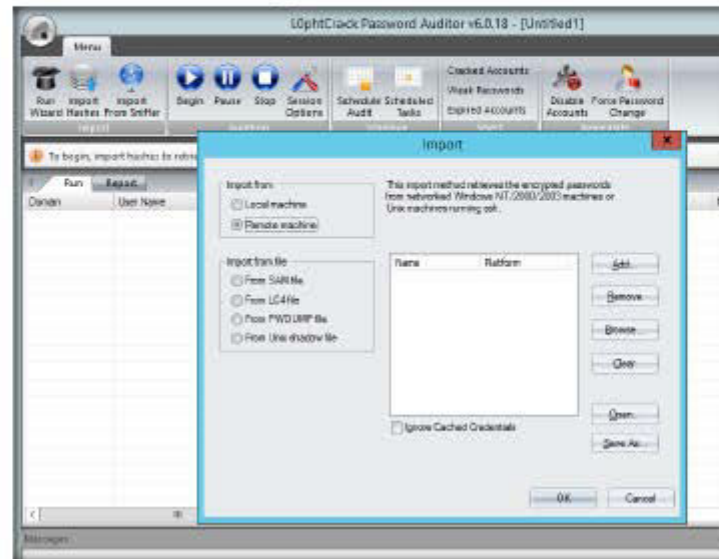 L0phtCrack Password Auditor v6.0.18 - [Untitled1]
Menu
Run Wizard
Import Hashes
Import From Sniffer
Begin
Pause
Stop
Session Options
Schedule Audit
Scheduled Tasks
Cracked Accounts
Weak Passwords
Expired Accounts
Disable Accounts
Force Password Change
Import
To begin, import hashes to retrie
Run
Report
Domain
User Name
Import
Import from
Local machine
Remote machine
This import method retrieves the encrypted passwords
from networked Windows NT/2000/2003 machines or
Unix machines running ssh.
Import from file
From SAM file
From LC4 file
From PWDUMP file
From Unix shadow file
Name
Platform
Add...
Remove
Browse...
Clear
Open...
Save As...
Ignore Cached Credentials
OK
Cancel
Messages